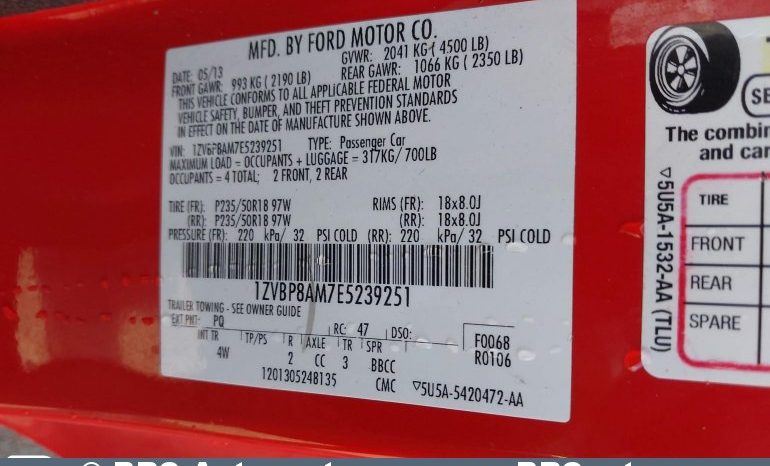 MFD. BY FORD MOTOR CO.
DATE: 05/13 GVWR: 2041 KG ( 4500 LB)
FRONT GAWR: 993 KG ( 2190 LB) REAR GAWR: 1066 KG ( 2350 LB)
THIS VEHICLE CONFORMS TO ALL APPLICABLE FEDERAL MOTOR
VEHICLE SAFETY, BUMPER, AND THEFT PREVENTION STANDARDS
IN EFFECT ON THE DATE OF MANUFACTURE SHOWN ABOVE.
VIN: 1ZVBP8AM7E5239251 TYPE: Passenger Car
MAXIMUM LOAD = OCCUPANTS + LUGGAGE = 317KG/ 700LB
OCCUPANTS = 4 TOTAL; 2 FRONT, 2 REAR
TIRE (FR): P235/50R18 97W RIMS (FR): 18x8.0J
(RR): P235/50R18 97W (RR): 18x8.0J
PRESSURE (FR): 220 kPa/ 32 PSI COLD (RR): 220 kPa/ 32 PSI COLD
1ZVBP8AM7E5239251
TRAILER TOWING - SEE OWNER GUIDE
EXT PNT: PQ RC: 47 DSO: F0068
INT TR TP/PS R AXLE TR SPR R0106
4W 2 CC 3 BBCC
1201305248135 CMC ▽5U5A-5420472-AA
The combin
and car
TIRE
FRONT
REAR
SPARE
▽5U5A-1532-AA (TLU)